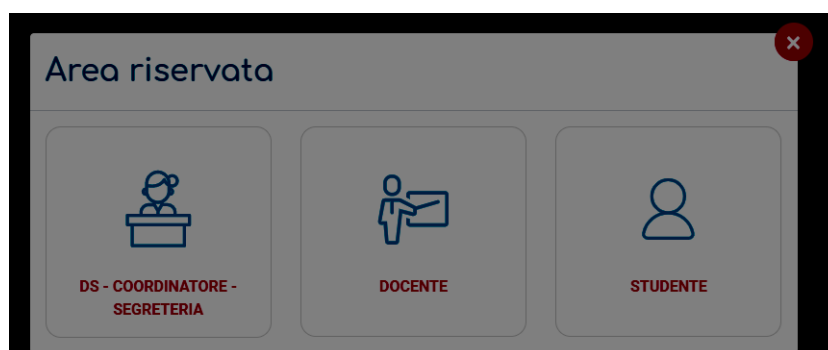 Area riservata
DS - COORDINATORE -
SEGRETERIA
DOCENTE
STUDENTE